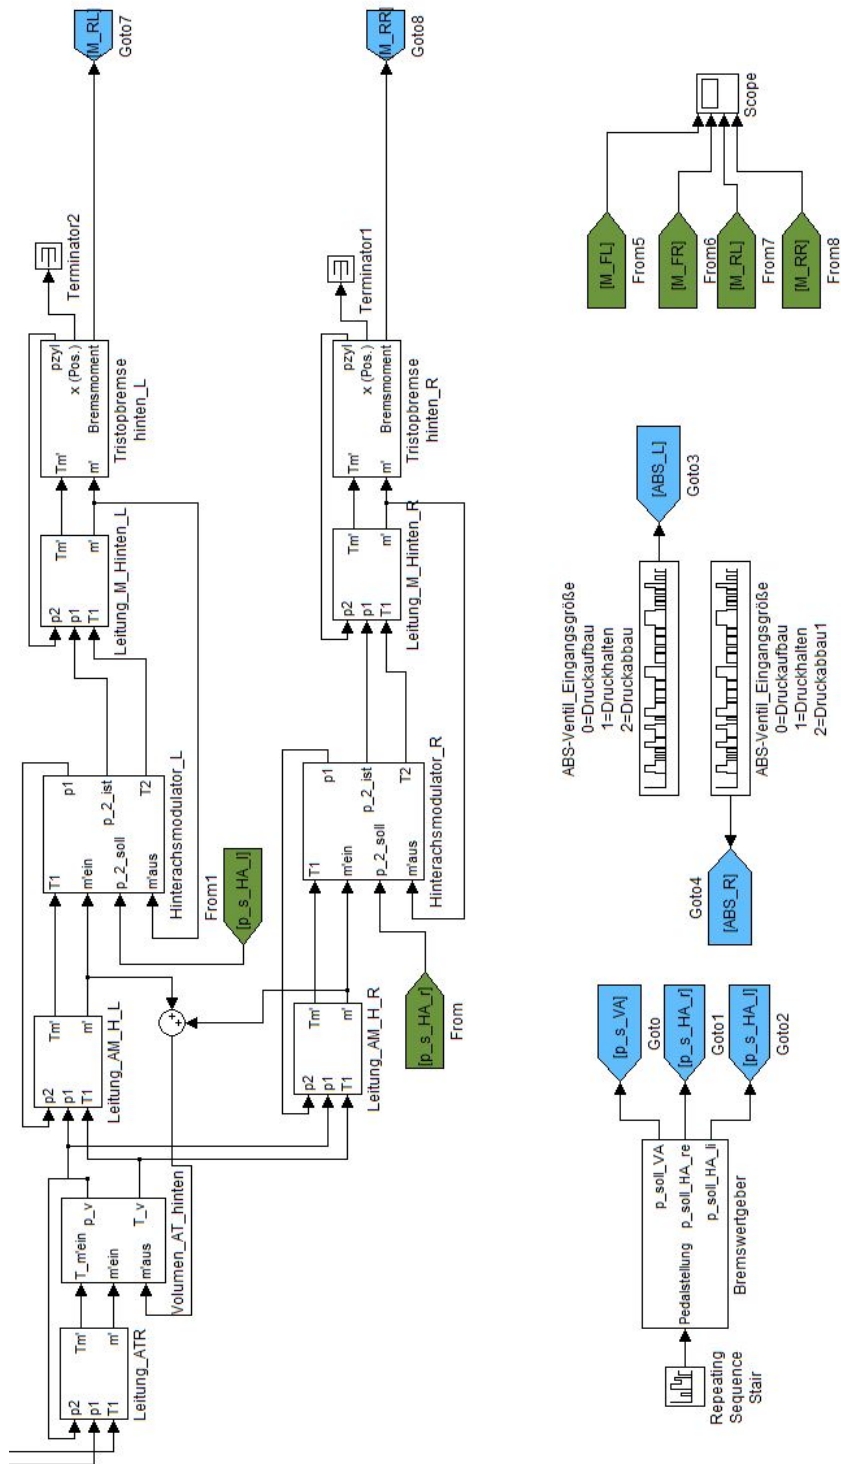 [M_RL]
Goto7
Terminator2
pzyl
x (Pos.)
Bremsmoment
Tm'
m'
Tristopbremse
hinten_L
Tm'
m'
p2
p1
T1
Leitung_M_Hinten_L
p1
p_2_ist
T2
T1
m'ein
p_2_soll
m'aus
Hinterachsmodulator_L
From1
[p_s_HA_l]
Tm'
m'
p2
p1
T1
Leitung_AM_H_L
+
+
T_m'ein
p_v
m'ein
T_v
m'aus
Volumen_AT_hinten
Tm'
m'
p2
p1
T1
Leitung_ATR
[M_RR]
Goto8
Terminator1
pzyl
x (Pos.)
Bremsmoment
Tm'
m'
Tristopbremse
hinten_R
Tm'
m'
p2
p1
T1
Leitung_M_Hinten_R
p1
p_2_ist
T2
T1
m'ein
p_2_soll
m'aus
Hinterachsmodulator_R
[p_s_HA_r]
From
Tm'
m'
p2
p1
T1
Leitung_AM_H_R
Scope
[M_FL]
From5
[M_FR]
From6
[M_RL]
From7
[M_RR]
From8
[ABS_L]
Goto3
ABS-Ventil_Eingangsgröße
0=Druckaufbau
1=Druckhalten
2=Druckabbau
ABS-Ventil_Eingangsgröße
0=Druckaufbau
1=Druckhalten
2=Druckabbau1
Goto4
[ABS_R]
[p_s_VA]
Goto
[p_s_HA_r]
Goto1
[p_s_HA_l]
Goto2
p_soll_VA
Pedalstellung
p_soll_HA_re
p_soll_HA_li
Bremswertgeber
Repeating
Sequence
Stair